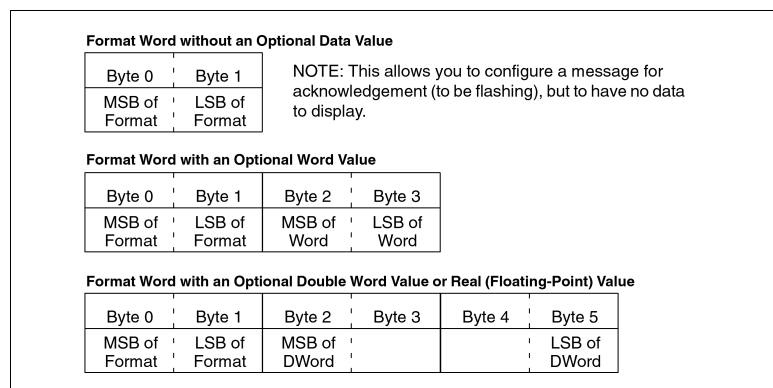 Format Word without an Optional Data Value
Byte 0 Byte 1
MSB of Format LSB of Format
NOTE: This allows you to configure a message for
acknowledgement (to be flashing), but to have no data
to display.
Format Word with an Optional Word Value
Byte 0 Byte 1 Byte 2 Byte 3
MSB of LSB of MSB of LSB of
Format Format Word Word
Format Word with an Optional Double Word Value or Real (Floating-Point) Value
Byte 0 Byte 1 Byte 2 Byte 3 Byte 4 Byte 5
MSB of LSB of MSB of LSB of
Format Format DWord DWord